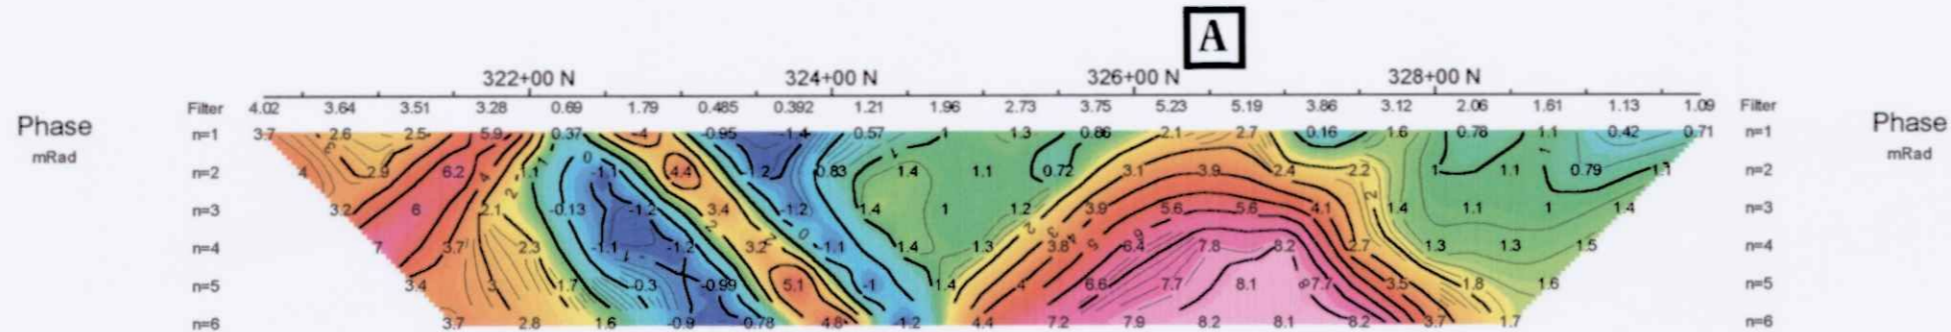 A
322+00 N 324+00 N 326+00 N 328+00 N
Filter 4.02 3.64 3.51 3.28 0.69 1.79 0.485 0.392 1.21 1.96 2.73 3.75 5.23 5.19 3.86 3.12 2.06 1.61 1.13 1.09 Filter
Phase Phase
mRad mRad
n=1 3.7 2.6 2.5 5.9 0.37 -4 -0.95 -1.4 0.57 1 1.3 0.86 2.1 2.7 0.16 1.6 0.76 1.1 0.42 0.71 n=1
n=2 4 2.9 6.2 1.1 -1.1 4.4 1.2 0.83 1.4 1.1 0.72 3.1 3.9 2.4 2.2 1 1.1 0.79 1.1 n=2
n=3 3.2 6 2.1 -0.13 -1.2 3.4 -1.2 1.4 1 1.2 3.9 5.6 5.6 4.1 1.4 1.1 1 1.4 n=3
n=4 7 3.7 2.3 -1.1 -1.2 3.2 -1.1 1.4 1.3 3.8 6.4 7.8 8.2 2.7 1.3 1.3 1.5 n=4
n=5 3.4 3 1.7 -0.3 -0.99 5.1 -1 1.4 4 6.6 7.7 8.1 7.7 3.5 1.8 1.6 n=5
n=6 3.7 2.8 1.6 -0.9 0.78 4.8 -1.2 4.4 7.2 7.9 8.2 8.1 8.2 3.7 1.7 n=6